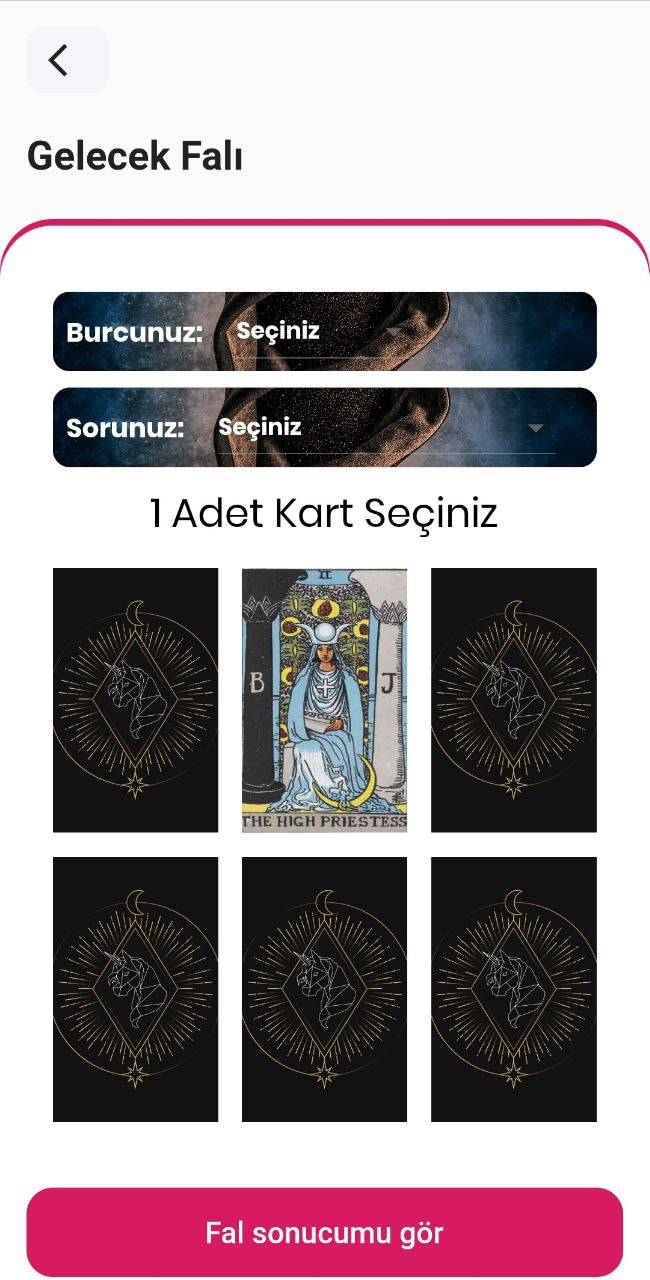 Gelecek Falı
Burcunuz: Seçiniz
Sorunuz: Seçiniz
1 Adet Kart Seçiniz
II
B J
THE HIGH PRIESTESS
Fal sonucumu gör